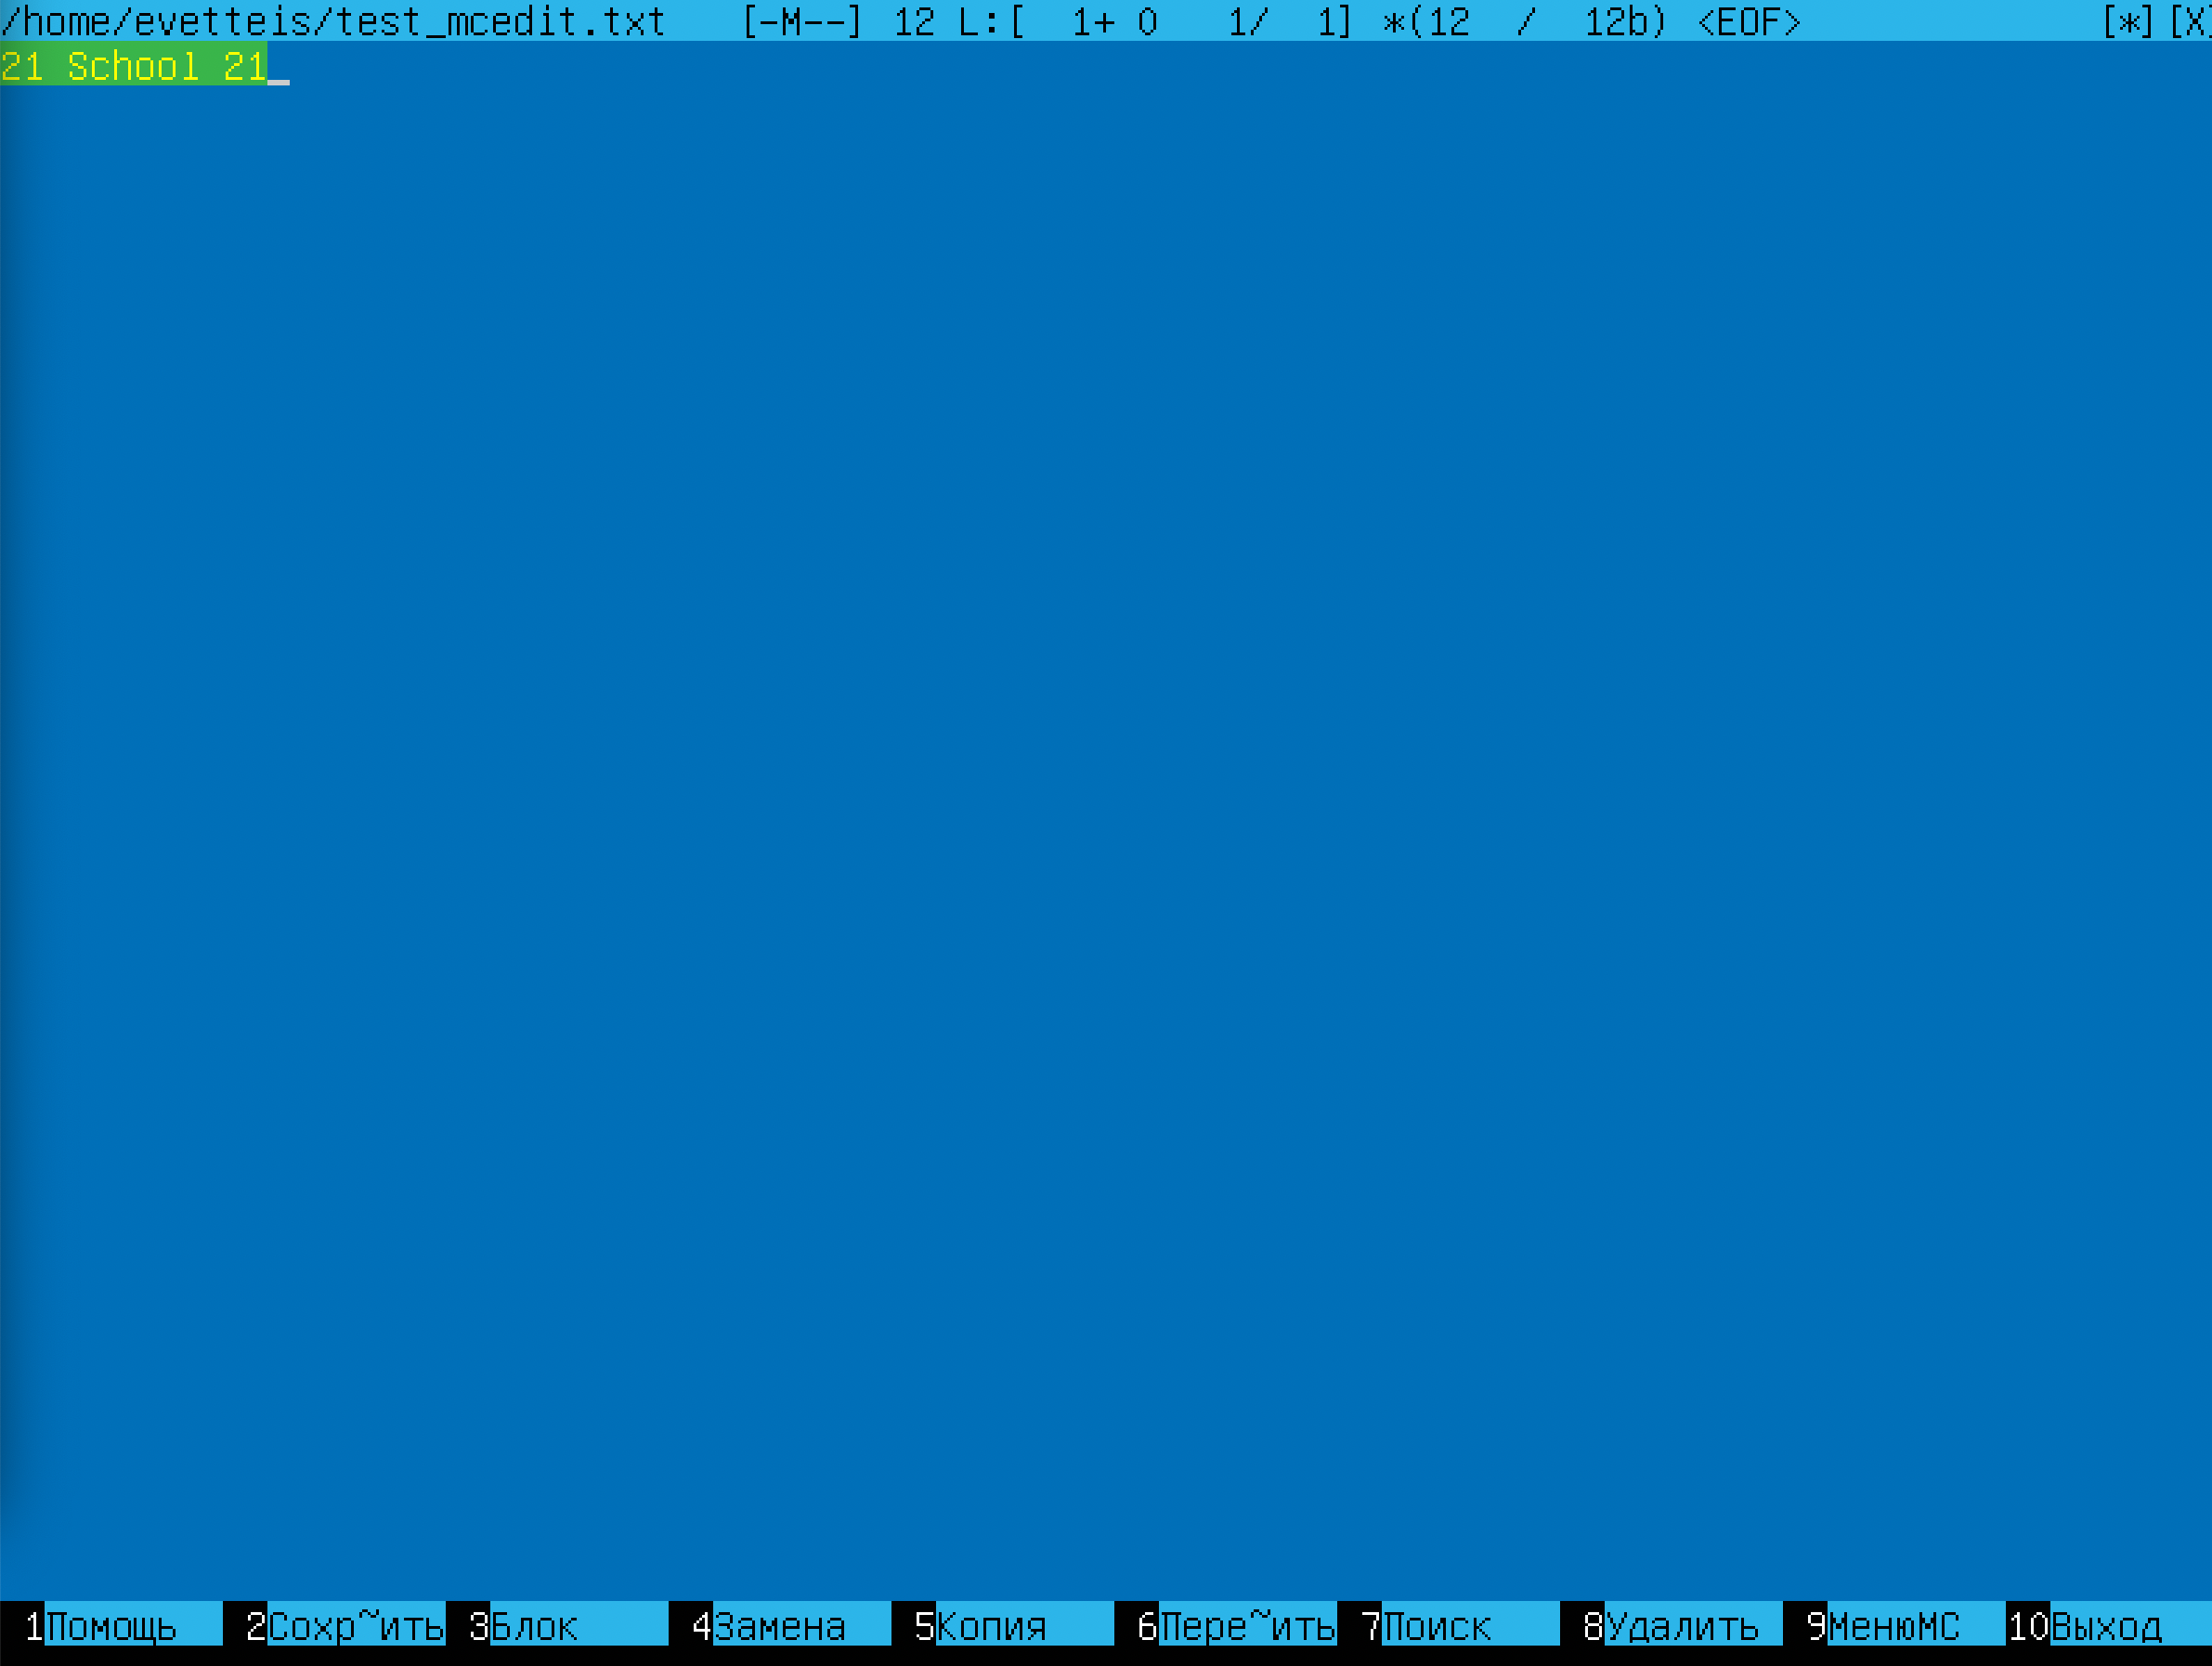 /home/evetteis/test_mcedit.txt [-M--] 12 L:[ 1+ 0 1/ 1] *(12 / 12b) <EOF> [*][X]
21 School 21_
1Помощь 2Сохр~ить 3Блок 4Замена 5Копия 6Пере~ить 7Поиск 8Удалить 9МенюMC 10Выход